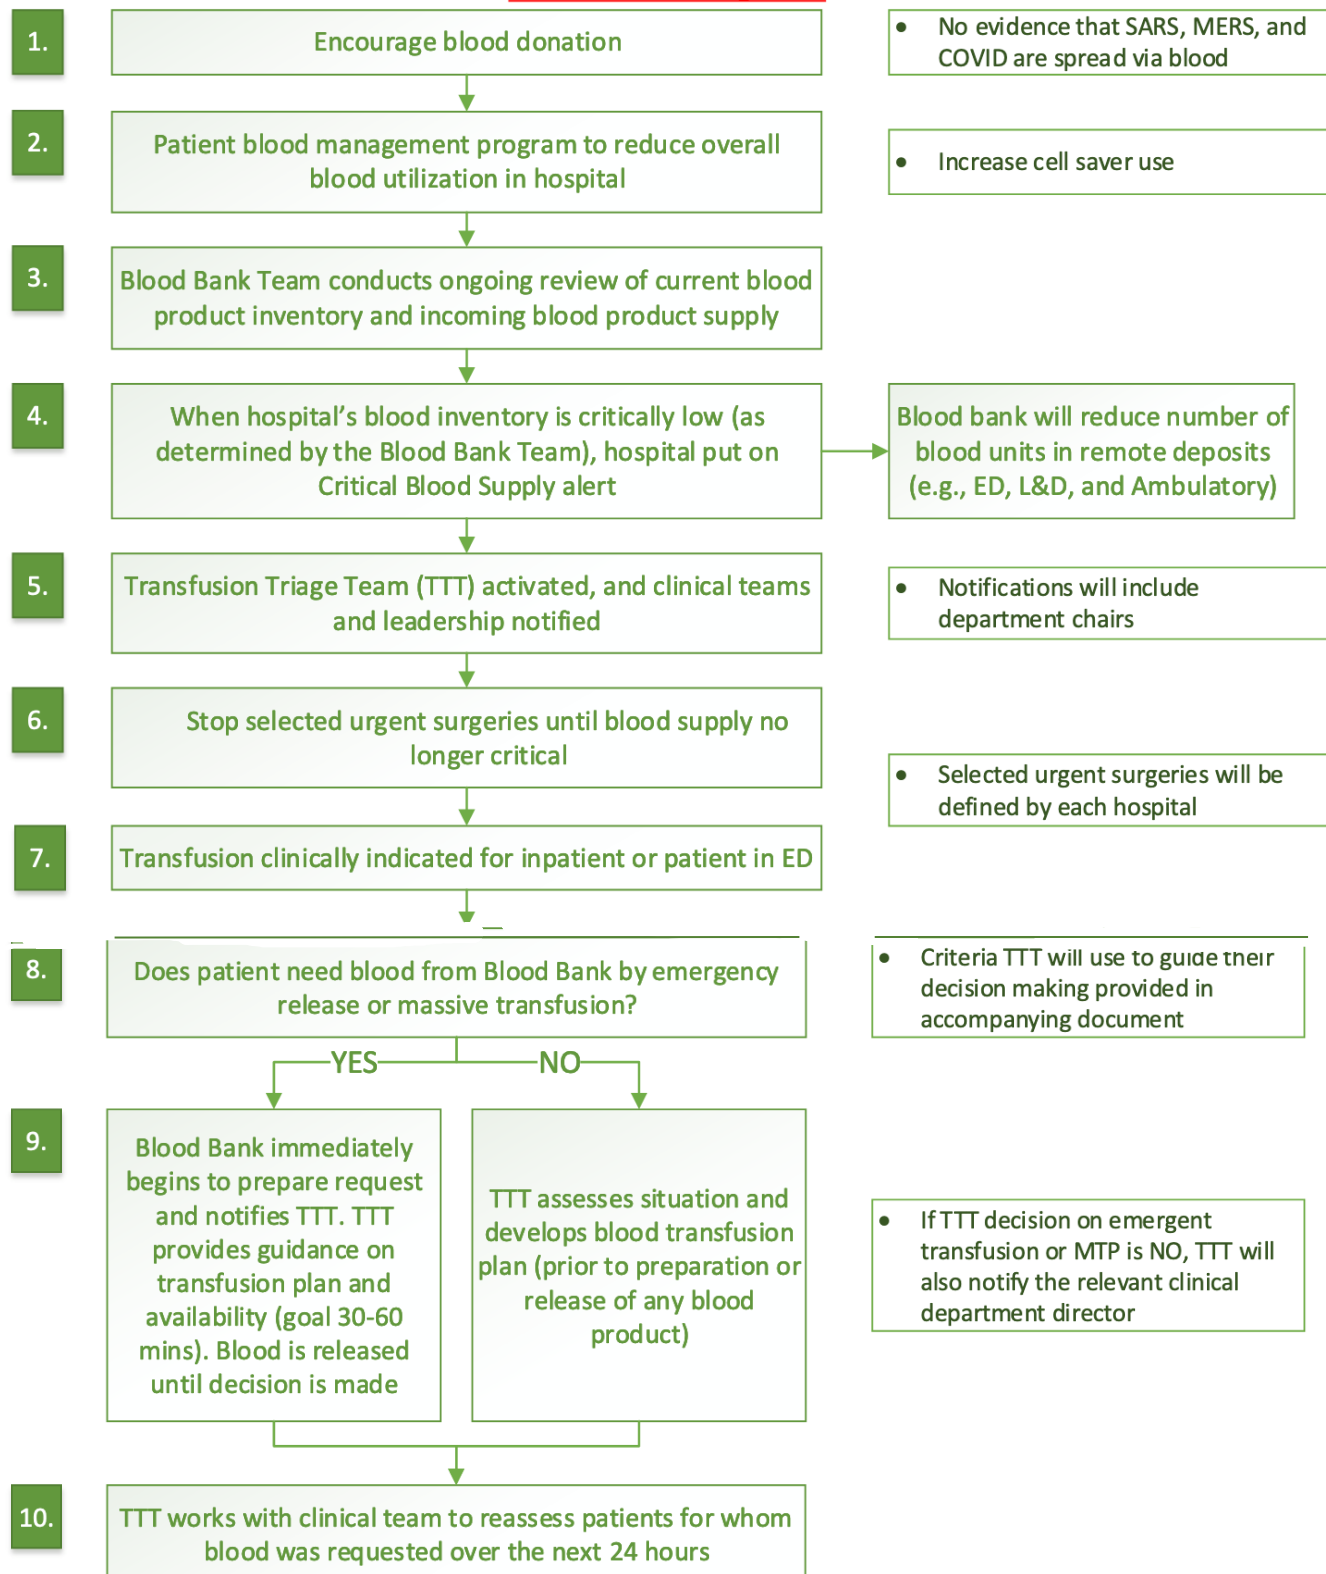 1.
Encourage blood donation
• No evidence that SARS, MERS, and
COVID are spread via blood
2.
Patient blood management program to reduce overall
blood utilization in hospital
• Increase cell saver use
3.
Blood Bank Team conducts ongoing review of current blood
product inventory and incoming blood product supply
4.
When hospital's blood inventory is critically low (as
determined by the Blood Bank Team), hospital put on
Critical Blood Supply alert
Blood bank will reduce number of
blood units in remote deposits
(e.g., ED, L&D, and Ambulatory)
5.
Transfusion Triage Team (TTT) activated, and clinical teams
and leadership notified
• Notifications will include
department chairs
6.
Stop selected urgent surgeries until blood supply no
longer critical
• Selected urgent surgeries will be
defined by each hospital
7.
Transfusion clinically indicated for inpatient or patient in ED
8.
Does patient need blood from Blood Bank by emergency
release or massive transfusion?
• Criteria TTT will use to guide their
decision making provided in
accompanying document
YES
NO
9.
Blood Bank immediately
begins to prepare request
and notifies TTT. TTT
provides guidance on
transfusion plan and
availability (goal 30-60
mins). Blood is released
until decision is made
TTT assesses situation and
develops blood transfusion
plan (prior to preparation or
release of any blood
product)
• If TTT decision on emergent
transfusion or MTP is NO, TTT will
also notify the relevant clinical
department director
10.
TTT works with clinical team to reassess patients for whom
blood was requested over the next 24 hours